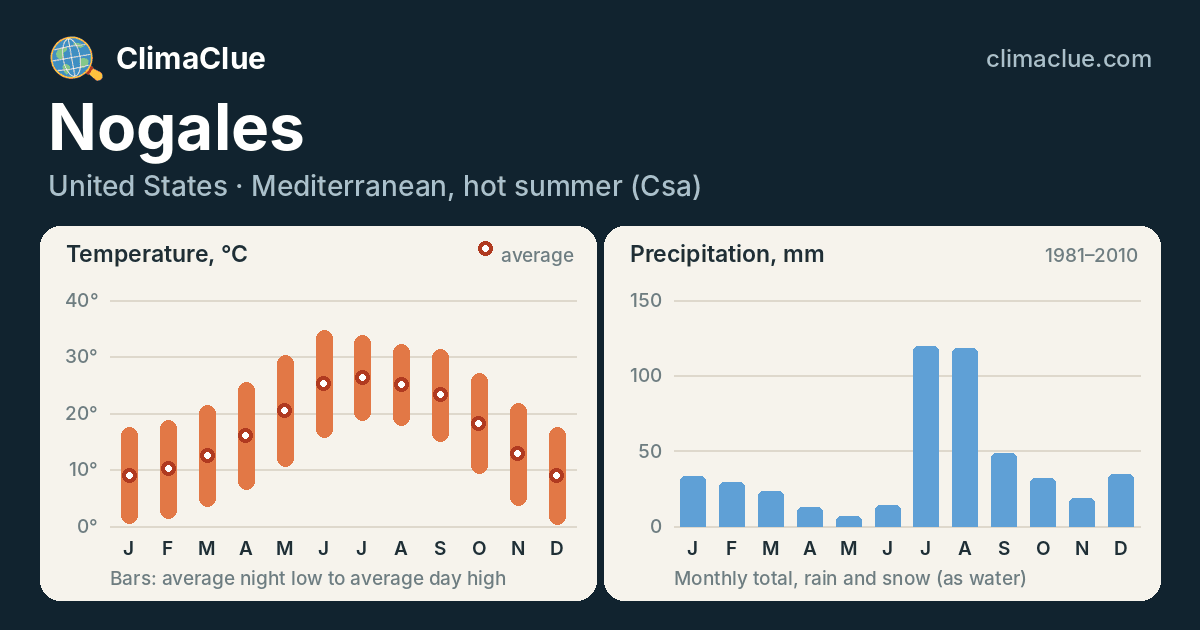 ClimaClue
climaclue.com
Nogales
United States · Mediterranean, hot summer (Csa)
Temperature, °C
average
40°
30°
20°
10°
0°
J F M A M J J A S O N D
Bars: average night low to average day high
Precipitation, mm
1981–2010
150
100
50
0
J F M A M J J A S O N D
Monthly total, rain and snow (as water)